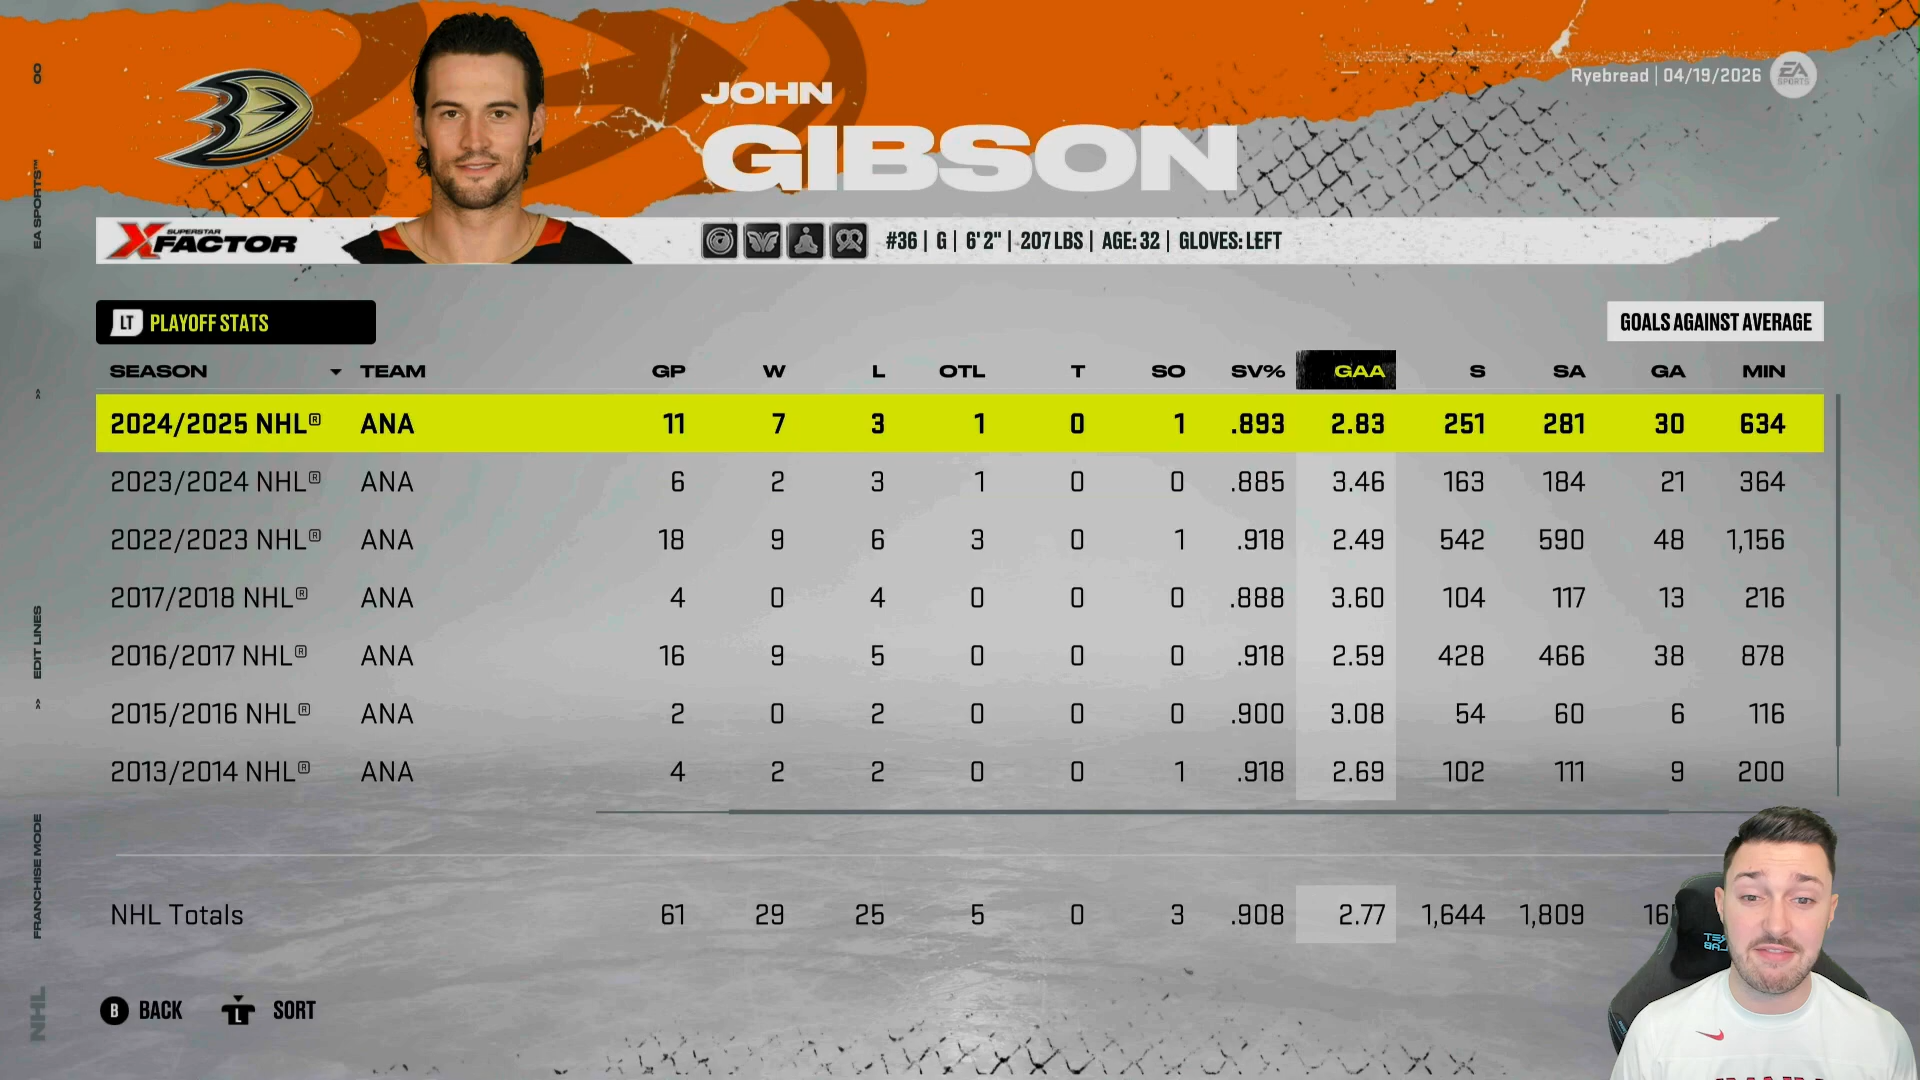 Ryebread | 04/19/2026
EA SPORTS
JOHN
GIBSON
SUPERSTAR
X FACTOR
#36 | G | 6' 2" | 207 LBS | AGE: 32 | GLOVES: LEFT
LT PLAYOFF STATS
GOALS AGAINST AVERAGE
SEASON TEAM GP W L OTL T SO SV% GAA S SA GA MIN
2024/2025 NHL® ANA 11 7 3 1 0 1 .893 2.83 251 281 30 634
2023/2024 NHL® ANA 6 2 3 1 0 0 .885 3.46 163 184 21 364
2022/2023 NHL® ANA 18 9 6 3 0 1 .918 2.49 542 590 48 1,156
2017/2018 NHL® ANA 4 0 4 0 0 0 .888 3.60 104 117 13 216
2016/2017 NHL® ANA 16 9 5 0 0 0 .918 2.59 428 466 38 878
2015/2016 NHL® ANA 2 0 2 0 0 0 .900 3.08 54 60 6 116
2013/2014 NHL® ANA 4 2 2 0 0 1 .918 2.69 102 111 9 200
NHL Totals 61 29 25 5 0 3 .908 2.77 1,644 1,809
B BACK L SORT
NHL
FRANCHISE MODE
EDIT LINES
EA SPORTS™